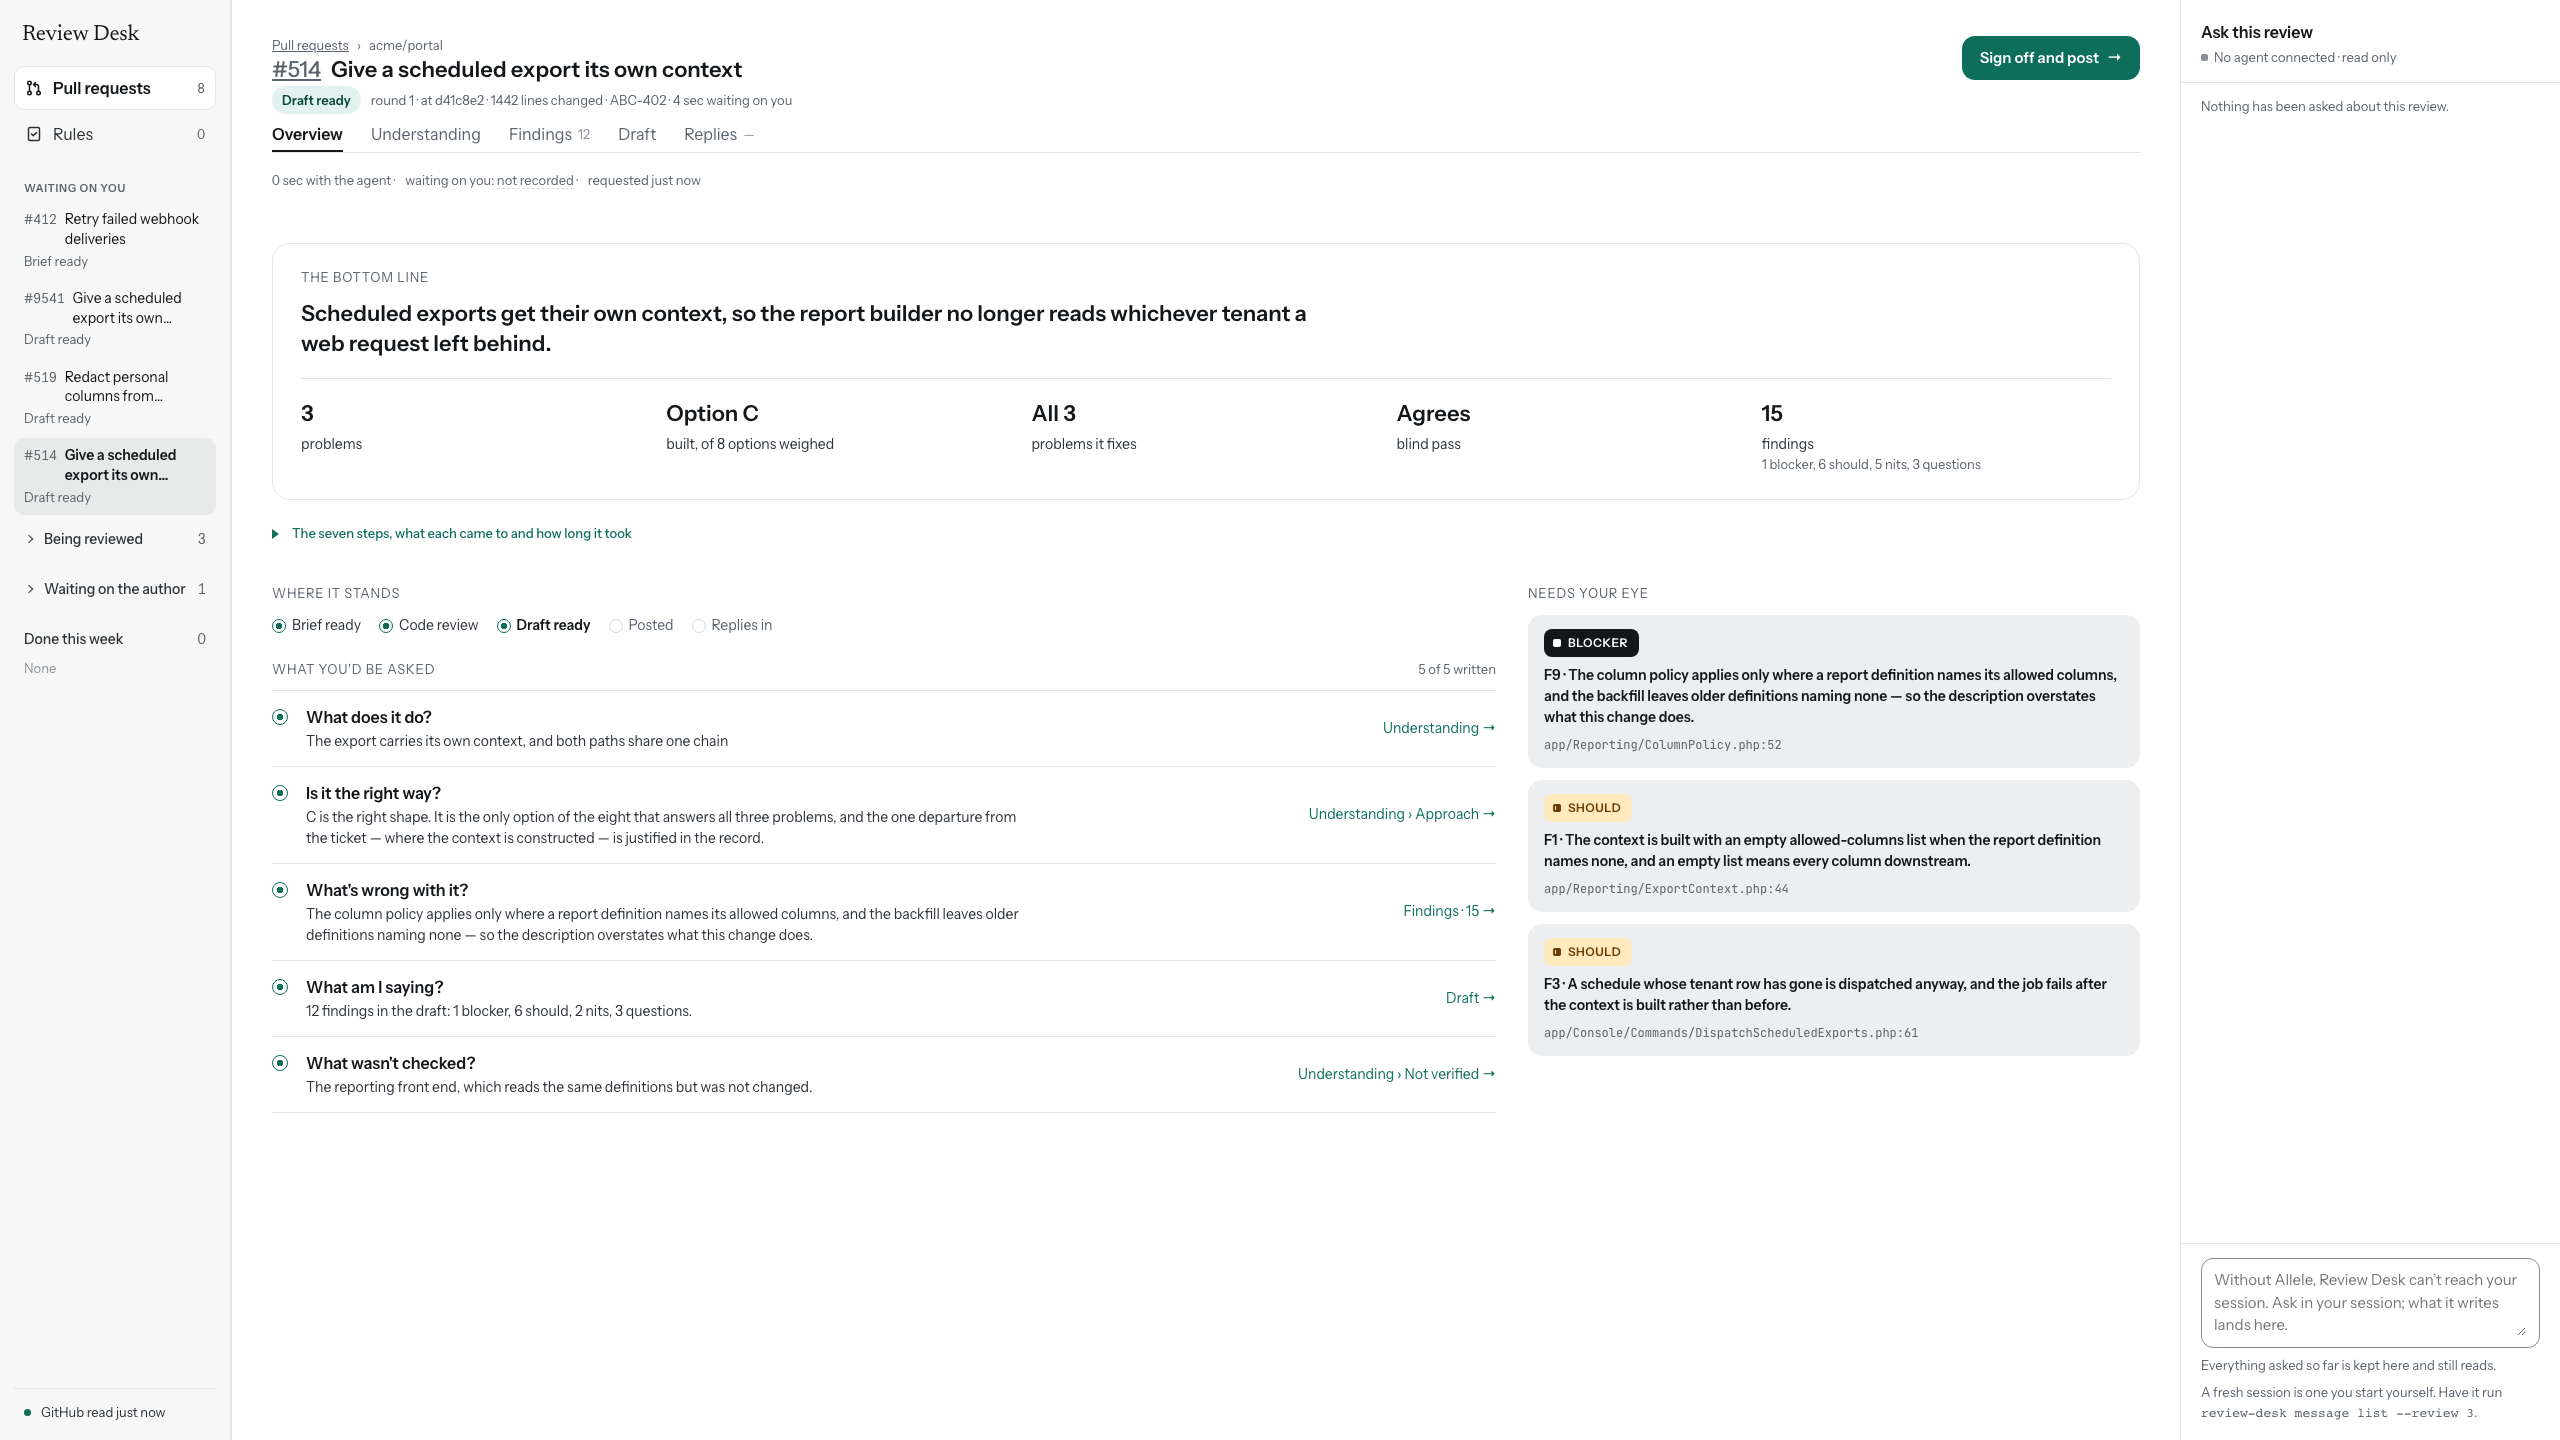 Review Desk
Pull requests 8
Rules 0
WAITING ON YOU
#412 Retry failed webhook
deliveries
Brief ready
#9541 Give a scheduled
export its own…
Draft ready
#519 Redact personal
columns from…
Draft ready
#514 Give a scheduled
export its own…
Draft ready
Being reviewed 3
Waiting on the author 1
Done this week 0
None
GitHub read just now
Pull requests › acme/portal
#514 Give a scheduled export its own context
Sign off and post →
Draft ready round 1 · at d41c8e2 · 1442 lines changed · ABC-402 · 4 sec waiting on you
Overview Understanding Findings 12 Draft Replies —
0 sec with the agent · waiting on you: not recorded · requested just now
THE BOTTOM LINE
Scheduled exports get their own context, so the report builder no longer reads whichever tenant a
web request left behind.
3 Option C All 3 Agrees 15
problems built, of 8 options weighed problems it fixes blind pass findings
1 blocker, 6 should, 5 nits, 3 questions
The seven steps, what each came to and how long it took
WHERE IT STANDS
Brief ready Code review Draft ready Posted Replies in
WHAT YOU'D BE ASKED 5 of 5 written
What does it do?
The export carries its own context, and both paths share one chain
Understanding →
Is it the right way?
C is the right shape. It is the only option of the eight that answers all three problems, and the one departure from
the ticket — where the context is constructed — is justified in the record.
Understanding › Approach →
What's wrong with it?
The column policy applies only where a report definition names its allowed columns, and the backfill leaves older
definitions naming none — so the description overstates what this change does.
Findings · 15 →
What am I saying?
12 findings in the draft: 1 blocker, 6 should, 2 nits, 3 questions.
Draft →
What wasn't checked?
The reporting front end, which reads the same definitions but was not changed.
Understanding › Not verified →
NEEDS YOUR EYE
BLOCKER
F9 · The column policy applies only where a report definition names its allowed columns,
and the backfill leaves older definitions naming none — so the description overstates
what this change does.
app/Reporting/ColumnPolicy.php:52
SHOULD
F1 · The context is built with an empty allowed-columns list when the report definition
names none, and an empty list means every column downstream.
app/Reporting/ExportContext.php:44
SHOULD
F3 · A schedule whose tenant row has gone is dispatched anyway, and the job fails after
the context is built rather than before.
app/Console/Commands/DispatchScheduledExports.php:61
Ask this review
No agent connected · read only
Nothing has been asked about this review.
Without Allele, Review Desk can't reach your
session. Ask in your session; what it writes
lands here.
Everything asked so far is kept here and still reads.
A fresh session is one you start yourself. Have it run
review-desk message list --review 3.